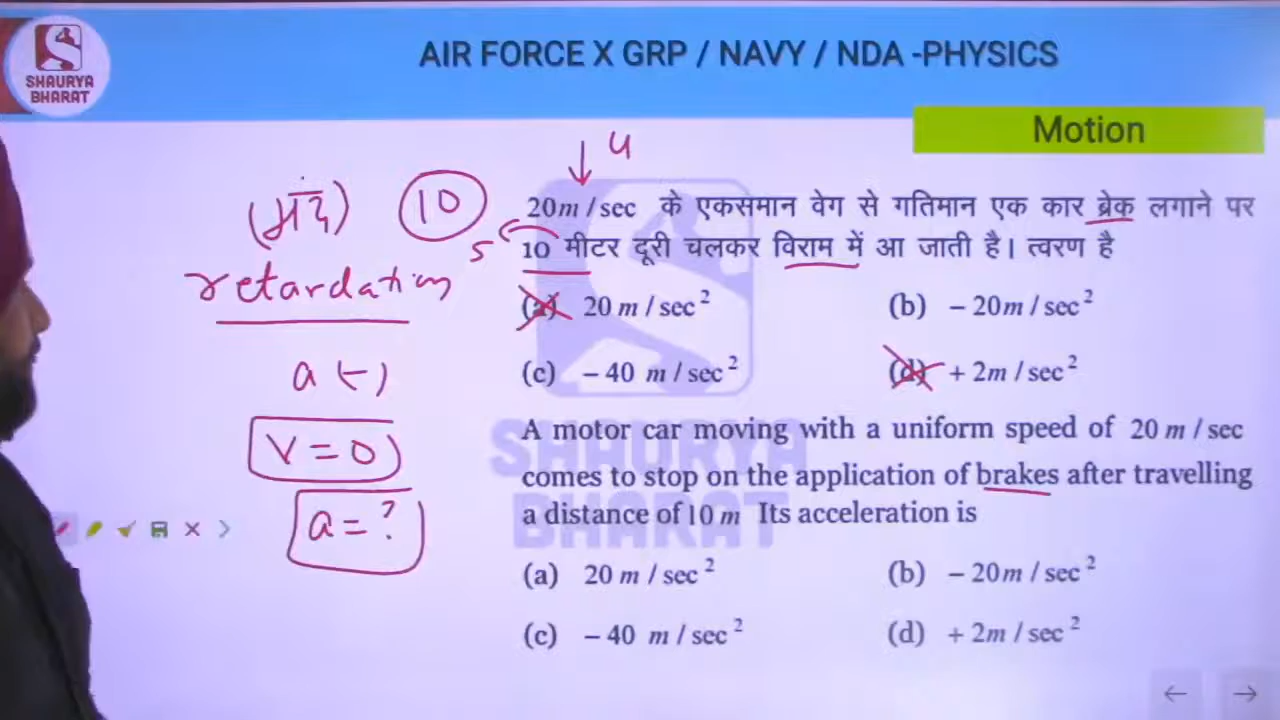 SHAURYA
BHARAT
AIR FORCE X GRP / NAVY / NDA -PHYSICS
Motion
u
(मंद)
retardation
a (-)
V = 0
a = ?
10
s
20m/sec के एकसमान वेग से गतिमान एक कार ब्रेक लगाने पर
10 मीटर दूरी चलकर विराम में आ जाती है। त्वरण है
(a) 20 m / sec²
(b) – 20m / sec²
(c) – 40 m / sec²
(d) + 2m / sec²
A motor car moving with a uniform speed of 20 m / sec
comes to stop on the application of brakes after travelling
a distance of 10 m Its acceleration is
(a) 20 m / sec²
(b) – 20m / sec²
(c) – 40 m / sec²
(d) + 2m / sec²
SHAURYA
BHARAT